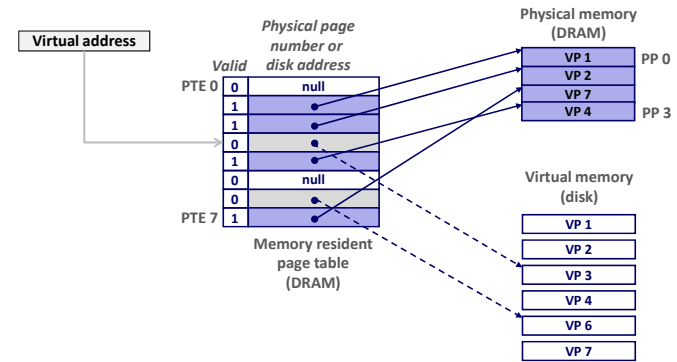 Virtual address
Physical page
number or
disk address
Valid
PTE 0
0
null
1
1
0
1
0
null
0
PTE 7
1
Memory resident
page table
(DRAM)
Physical memory
(DRAM)
VP 1
PP 0
VP 2
VP 7
VP 4
PP 3
Virtual memory
(disk)
VP 1
VP 2
VP 3
VP 4
VP 6
VP 7